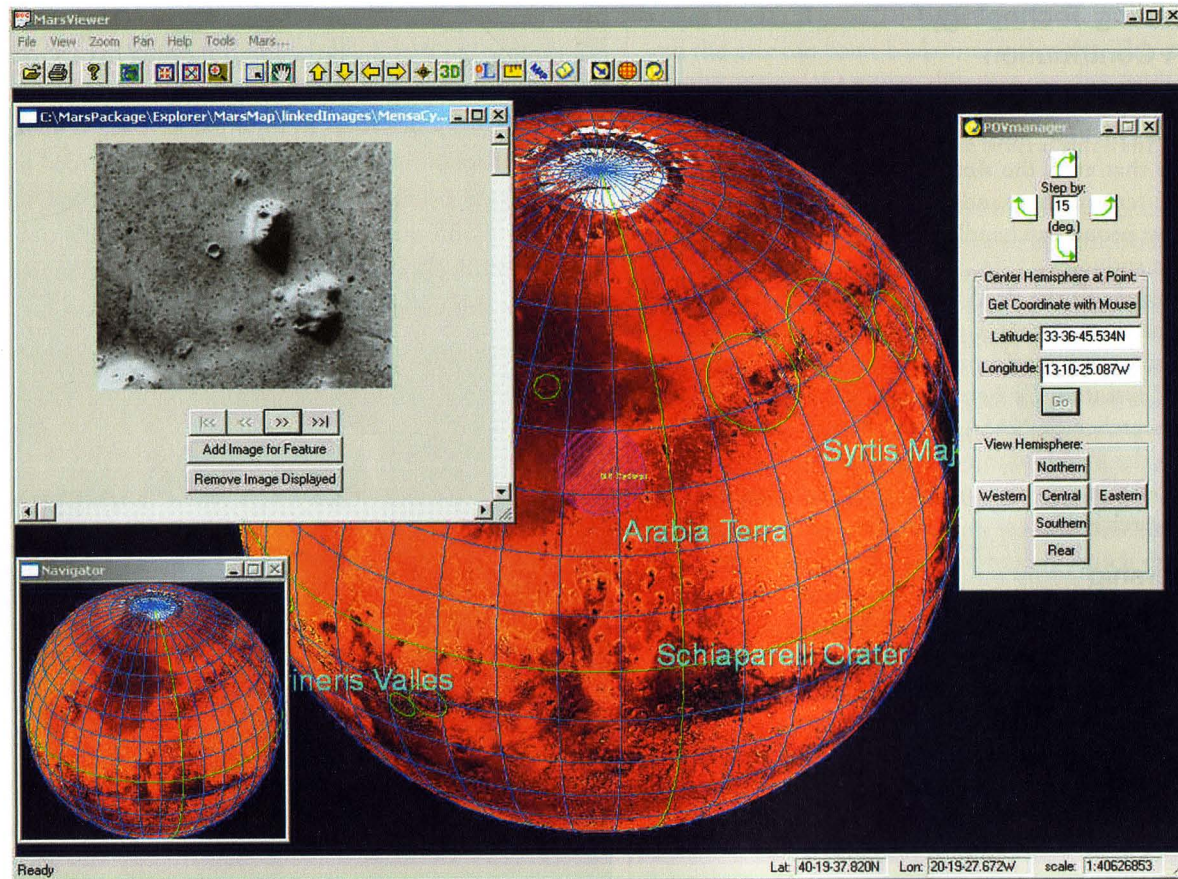 MarsViewer
File View Zoom Pan Help Tools Mars...
3D
C:\MarsPackage\Explorer\MarsMap\linkedImages\MensaCy...
|<< << >> >>|
Add Image for Feature
Remove Image Displayed
POVmanager
Step by:
15
(deg.)
Center Hemisphere at Point:
Get Coordinate with Mouse
Latitude: 33-36-45.534N
Longitude: 13-10-25.087W
Go
View Hemisphere:
Northern
Western Central Eastern
Southern
Rear
Syrtis Maj
Arabia Terra
Schiaparelli Crater
ineris Valles
Navigator
Ready Lat: 40-19-37.820N Lon: 20-19-27.672W scale: 1:40626853